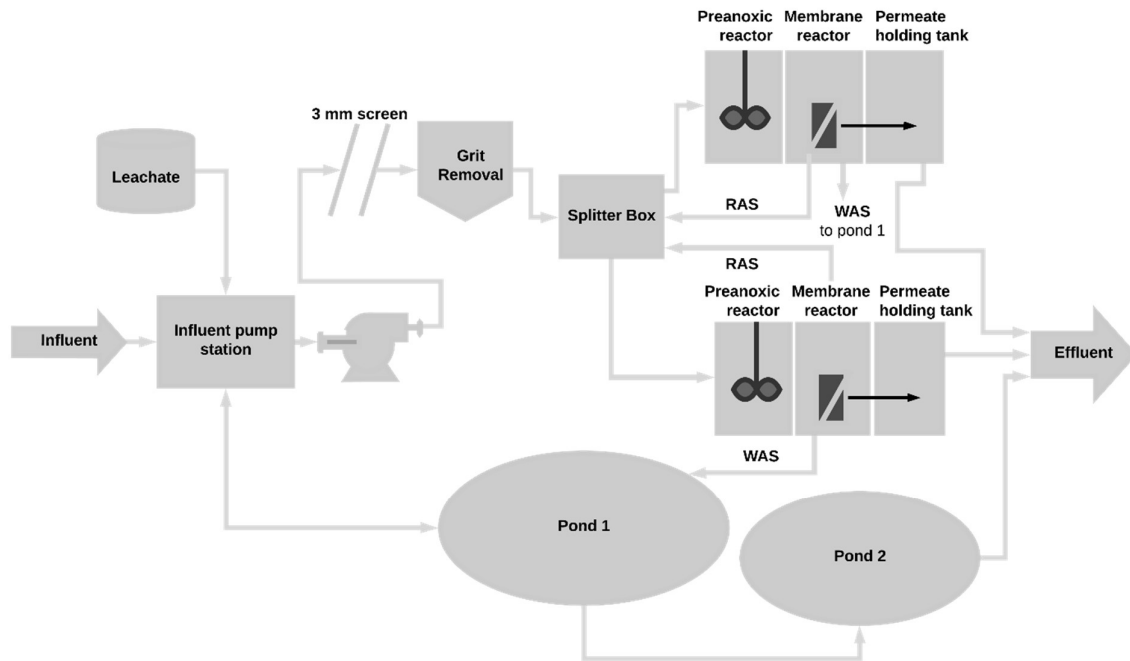 Preanoxic
reactor
Membrane
reactor
Permeate
holding tank
3 mm screen
Leachate
Grit
Removal
Splitter Box
RAS
WAS
to pond 1
RAS
Preanoxic
reactor
Membrane
reactor
Permeate
holding tank
Influent
Influent pump
station
Effluent
WAS
Pond 1
Pond 2